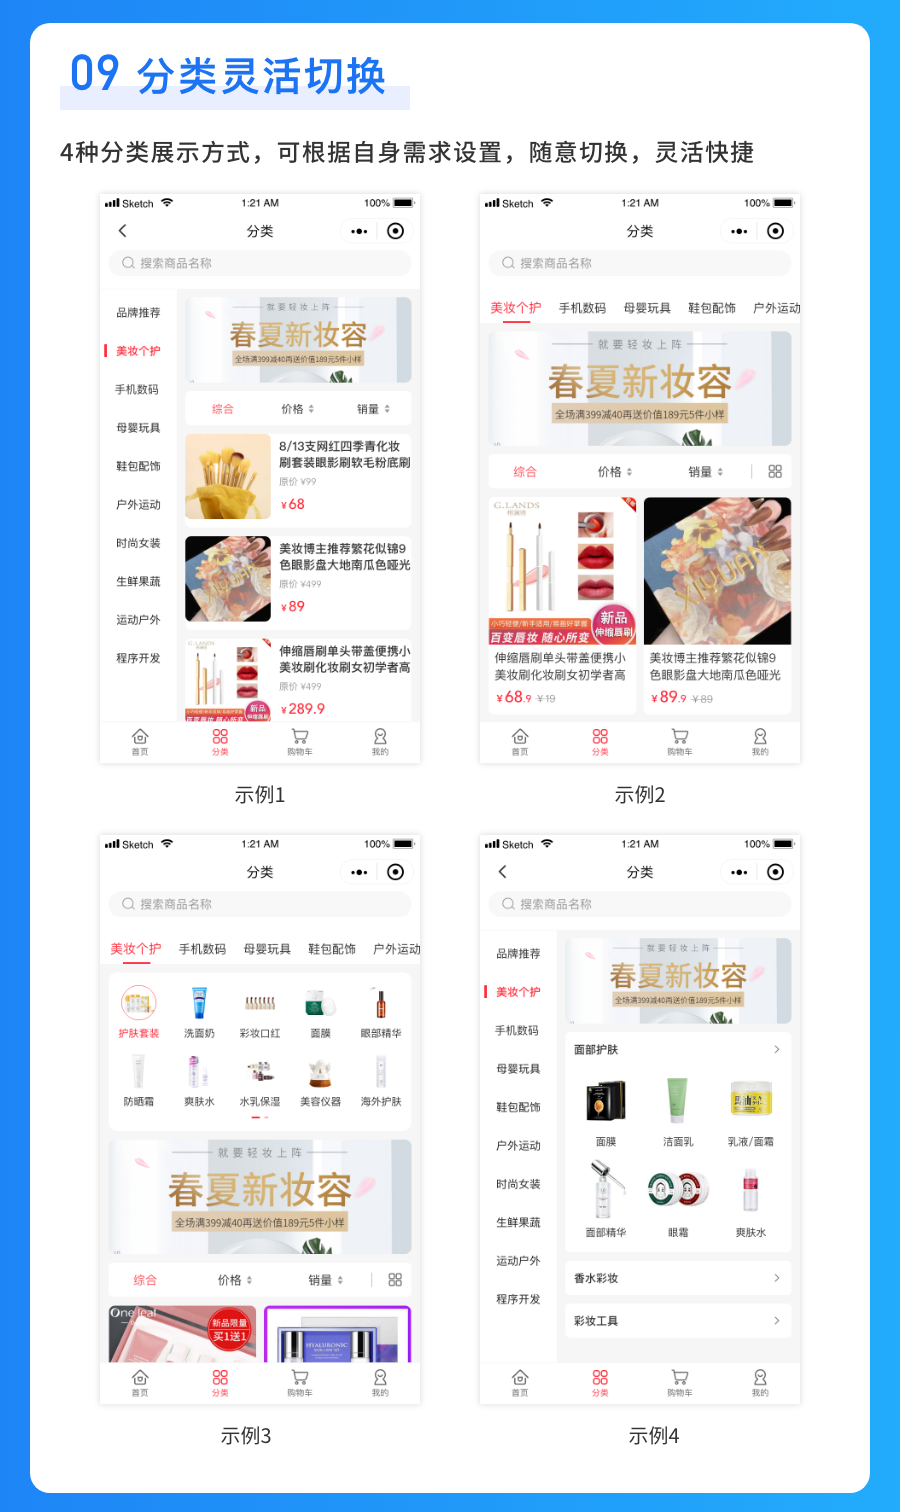 09 分类灵活切换
4种分类展示方式，可根据自身需求设置，随意切换，灵活快捷
Sketch 1:21 AM 100%
分类
搜索商品名称
品牌推荐
美妆个护
手机数码
母婴玩具
鞋包配饰
户外运动
时尚女装
生鲜果蔬
运动户外
程序开发
就要轻妆上阵
春夏新妆容
全场满399减40再送价值189元5件小样
综合 价格 销量
8/13支网红四季青化妆
刷套装眼影刷软毛粉底刷
原价 ¥99
¥68
美妆博主推荐繁花似锦9
色眼影盘大地南瓜色哑光
原价 ¥499
¥89
G.LANDS
伸缩唇刷单头带盖便携小
美妆刷化妆刷女初学者高
原价 ¥499
¥289.9
新品
首页 分类 购物车 我的
示例1
Sketch 1:21 AM 100%
分类
搜索商品名称
美妆个护 手机数码 母婴玩具 鞋包配饰 户外运动
就要轻妆上阵
春夏新妆容
全场满399减40再送价值189元5件小样
综合 价格 销量
G.LANDS
新品
伸缩唇刷
百变唇妆 随心所变
XIYUAN
伸缩唇刷单头带盖便携小
美妆刷化妆刷女初学者高
¥68.9 ¥19
美妆博主推荐繁花似锦9
色眼影盘大地南瓜色哑光
¥89.9 ¥89
首页 分类 购物车 我的
示例2
Sketch 1:21 AM 100%
分类
搜索商品名称
美妆个护 手机数码 母婴玩具 鞋包配饰 户外运动
护肤套装 洗面奶 彩妆口红 面膜 眼部精华
防晒霜 爽肤水 水乳保湿 美容仪器 海外护肤
就要轻妆上阵
春夏新妆容
全场满399减40再送价值189元5件小样
综合 价格 销量
One leaf
新品限量
买1送1
HYALURONIC
首页 分类 购物车 我的
示例3
Sketch 1:21 AM 100%
分类
搜索商品名称
品牌推荐
美妆个护
手机数码
母婴玩具
鞋包配饰
户外运动
时尚女装
生鲜果蔬
运动户外
程序开发
就要轻妆上阵
春夏新妆容
全场满399减40再送价值189元5件小样
面部护肤
面膜 洁面乳 乳液/面霜
面部精华 眼霜 爽肤水
香水彩妆
彩妆工具
首页 分类 购物车 我的
示例4